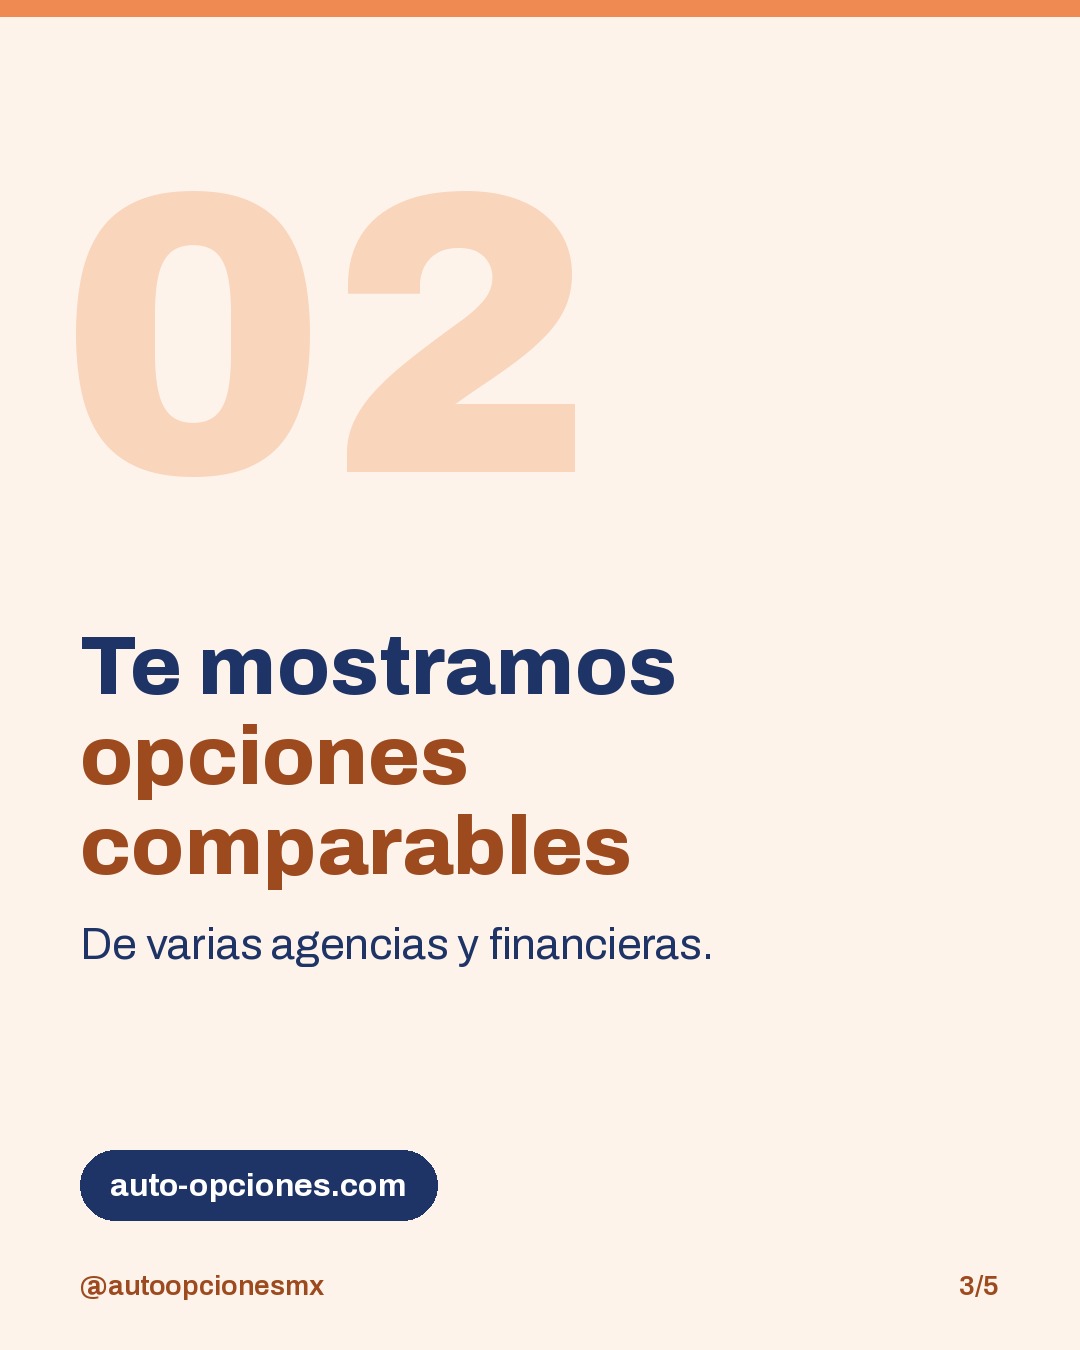 02
Te mostramos
opciones
comparables
De varias agencias y financieras.
auto-opciones.com
@autoopcionesmx
3/5